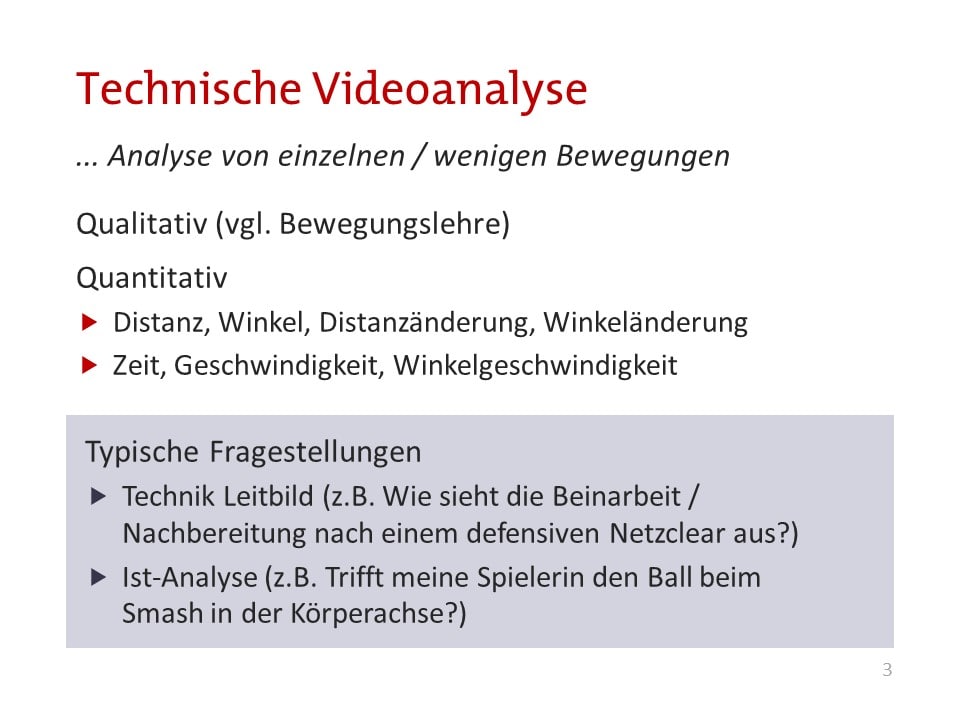 Technische Videoanalyse
... Analyse von einzelnen / wenigen Bewegungen
Qualitativ (vgl. Bewegungslehre)
Quantitativ
Distanz, Winkel, Distanzänderung, Winkeländerung
Zeit, Geschwindigkeit, Winkelgeschwindigkeit
Typische Fragestellungen
Technik Leitbild (z.B. Wie sieht die Beinarbeit /
Nachbereitung nach einem defensiven Netzclear aus?)
Ist-Analyse (z.B. Trifft meine Spielerin den Ball beim
Smash in der Körperachse?)
3